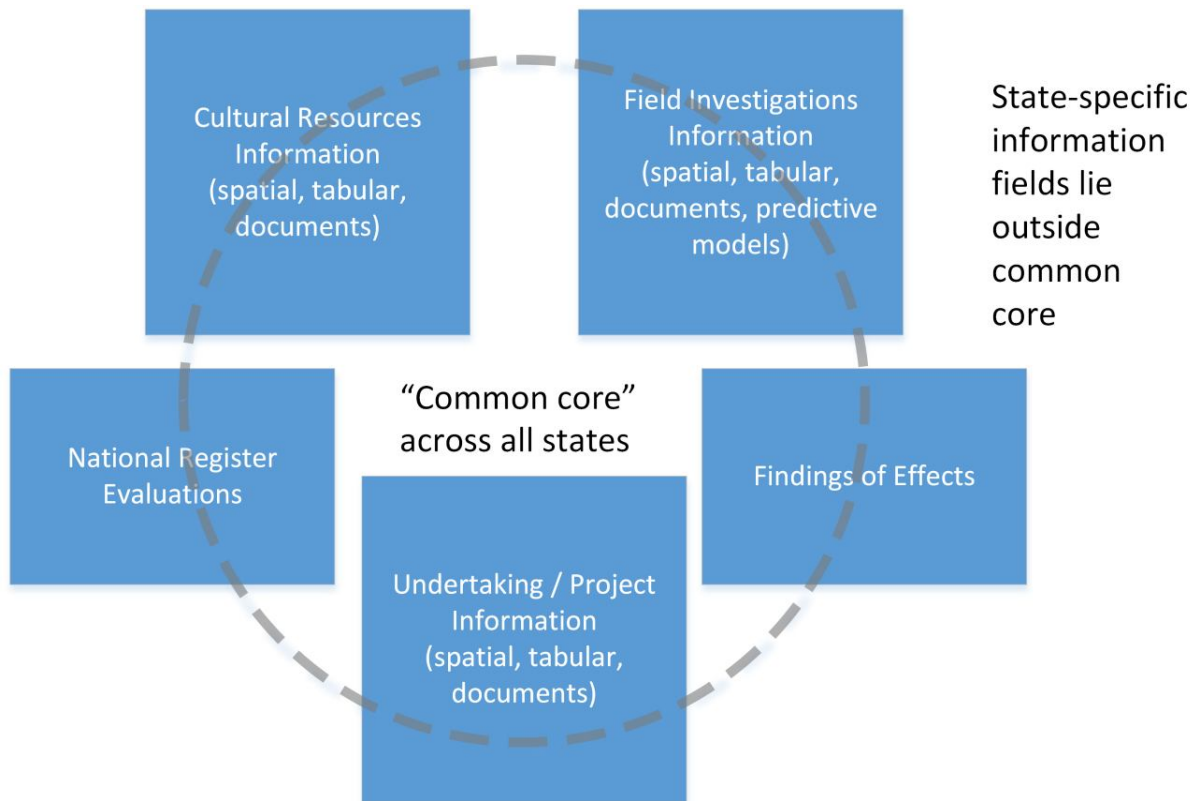 Cultural Resources
Information
(spatial, tabular,
documents)
Field Investigations
Information
(spatial, tabular,
documents, predictive
models)
State-specific
information
fields lie
outside
common
core
“Common core”
across all states
National Register
Evaluations
Findings of Effects
Undertaking / Project
Information
(spatial, tabular,
documents)